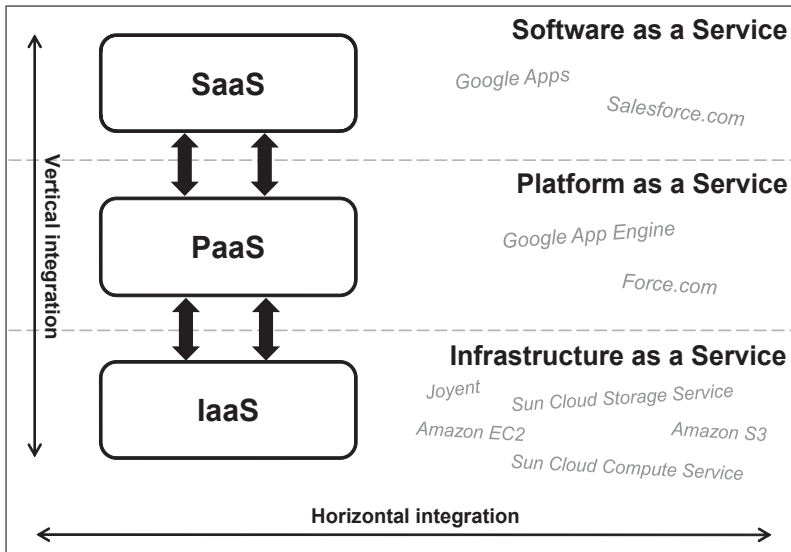 Software as a Service
SaaS
Google Apps
Salesforce.com
Vertical integration
Platform as a Service
PaaS
Google App Engine
Force.com
Infrastructure as a Service
IaaS
Joyent
Sun Cloud Storage Service
Amazon EC2
Amazon S3
Sun Cloud Compute Service
Horizontal integration